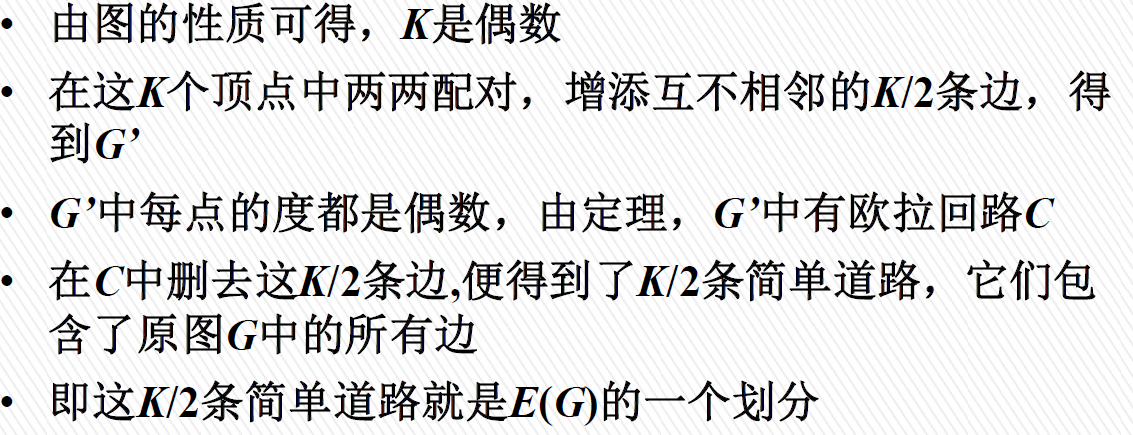 • 由图的性质可得，K是偶数
• 在这K个顶点中两两配对，增添互不相邻的K/2条边，得
到G’
• G’中每点的度都是偶数，由定理，G’中有欧拉回路C
• 在C中删去这K/2条边,便得到了K/2条简单道路，它们包
含了原图G中的所有边
• 即这K/2条简单道路就是E(G)的一个划分